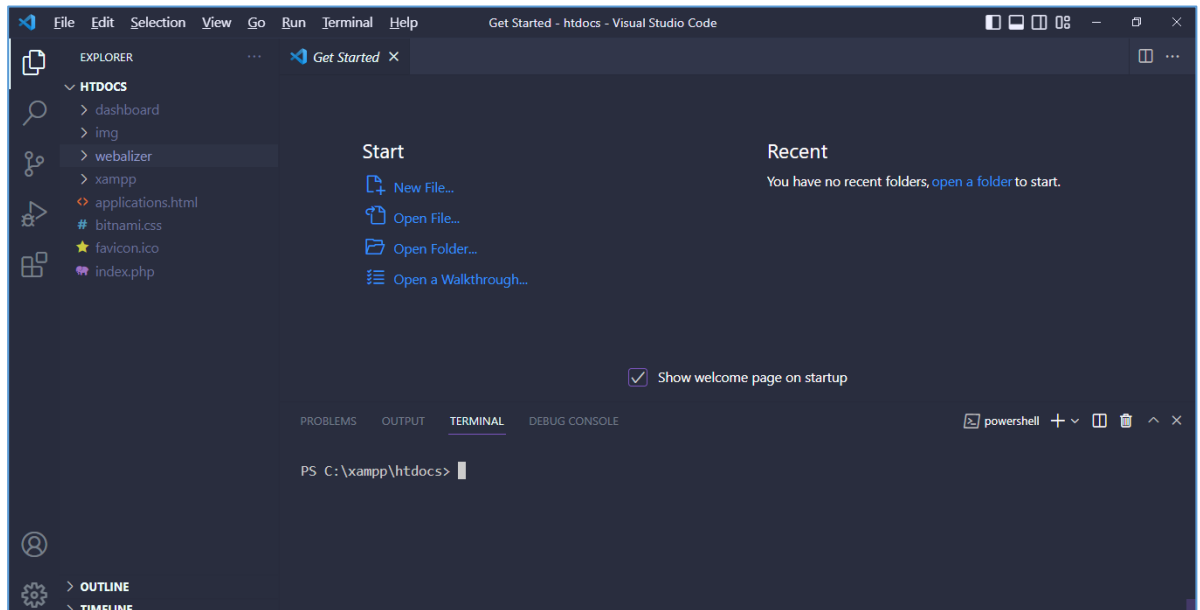 File Edit Selection View Go Run Terminal Help Get Started - htdocs - Visual Studio Code
EXPLORER
Get Started
HTDOCS
dashboard
img
webalizer
xampp
applications.html
# bitnami.css
favicon.ico
index.php
Start
New File...
Open File...
Open Folder...
Open a Walkthrough...
Recent
You have no recent folders, open a folder to start.
Show welcome page on startup
PROBLEMS OUTPUT TERMINAL DEBUG CONSOLE powershell
PS C:\xampp\htdocs>
OUTLINE
TIMELINE